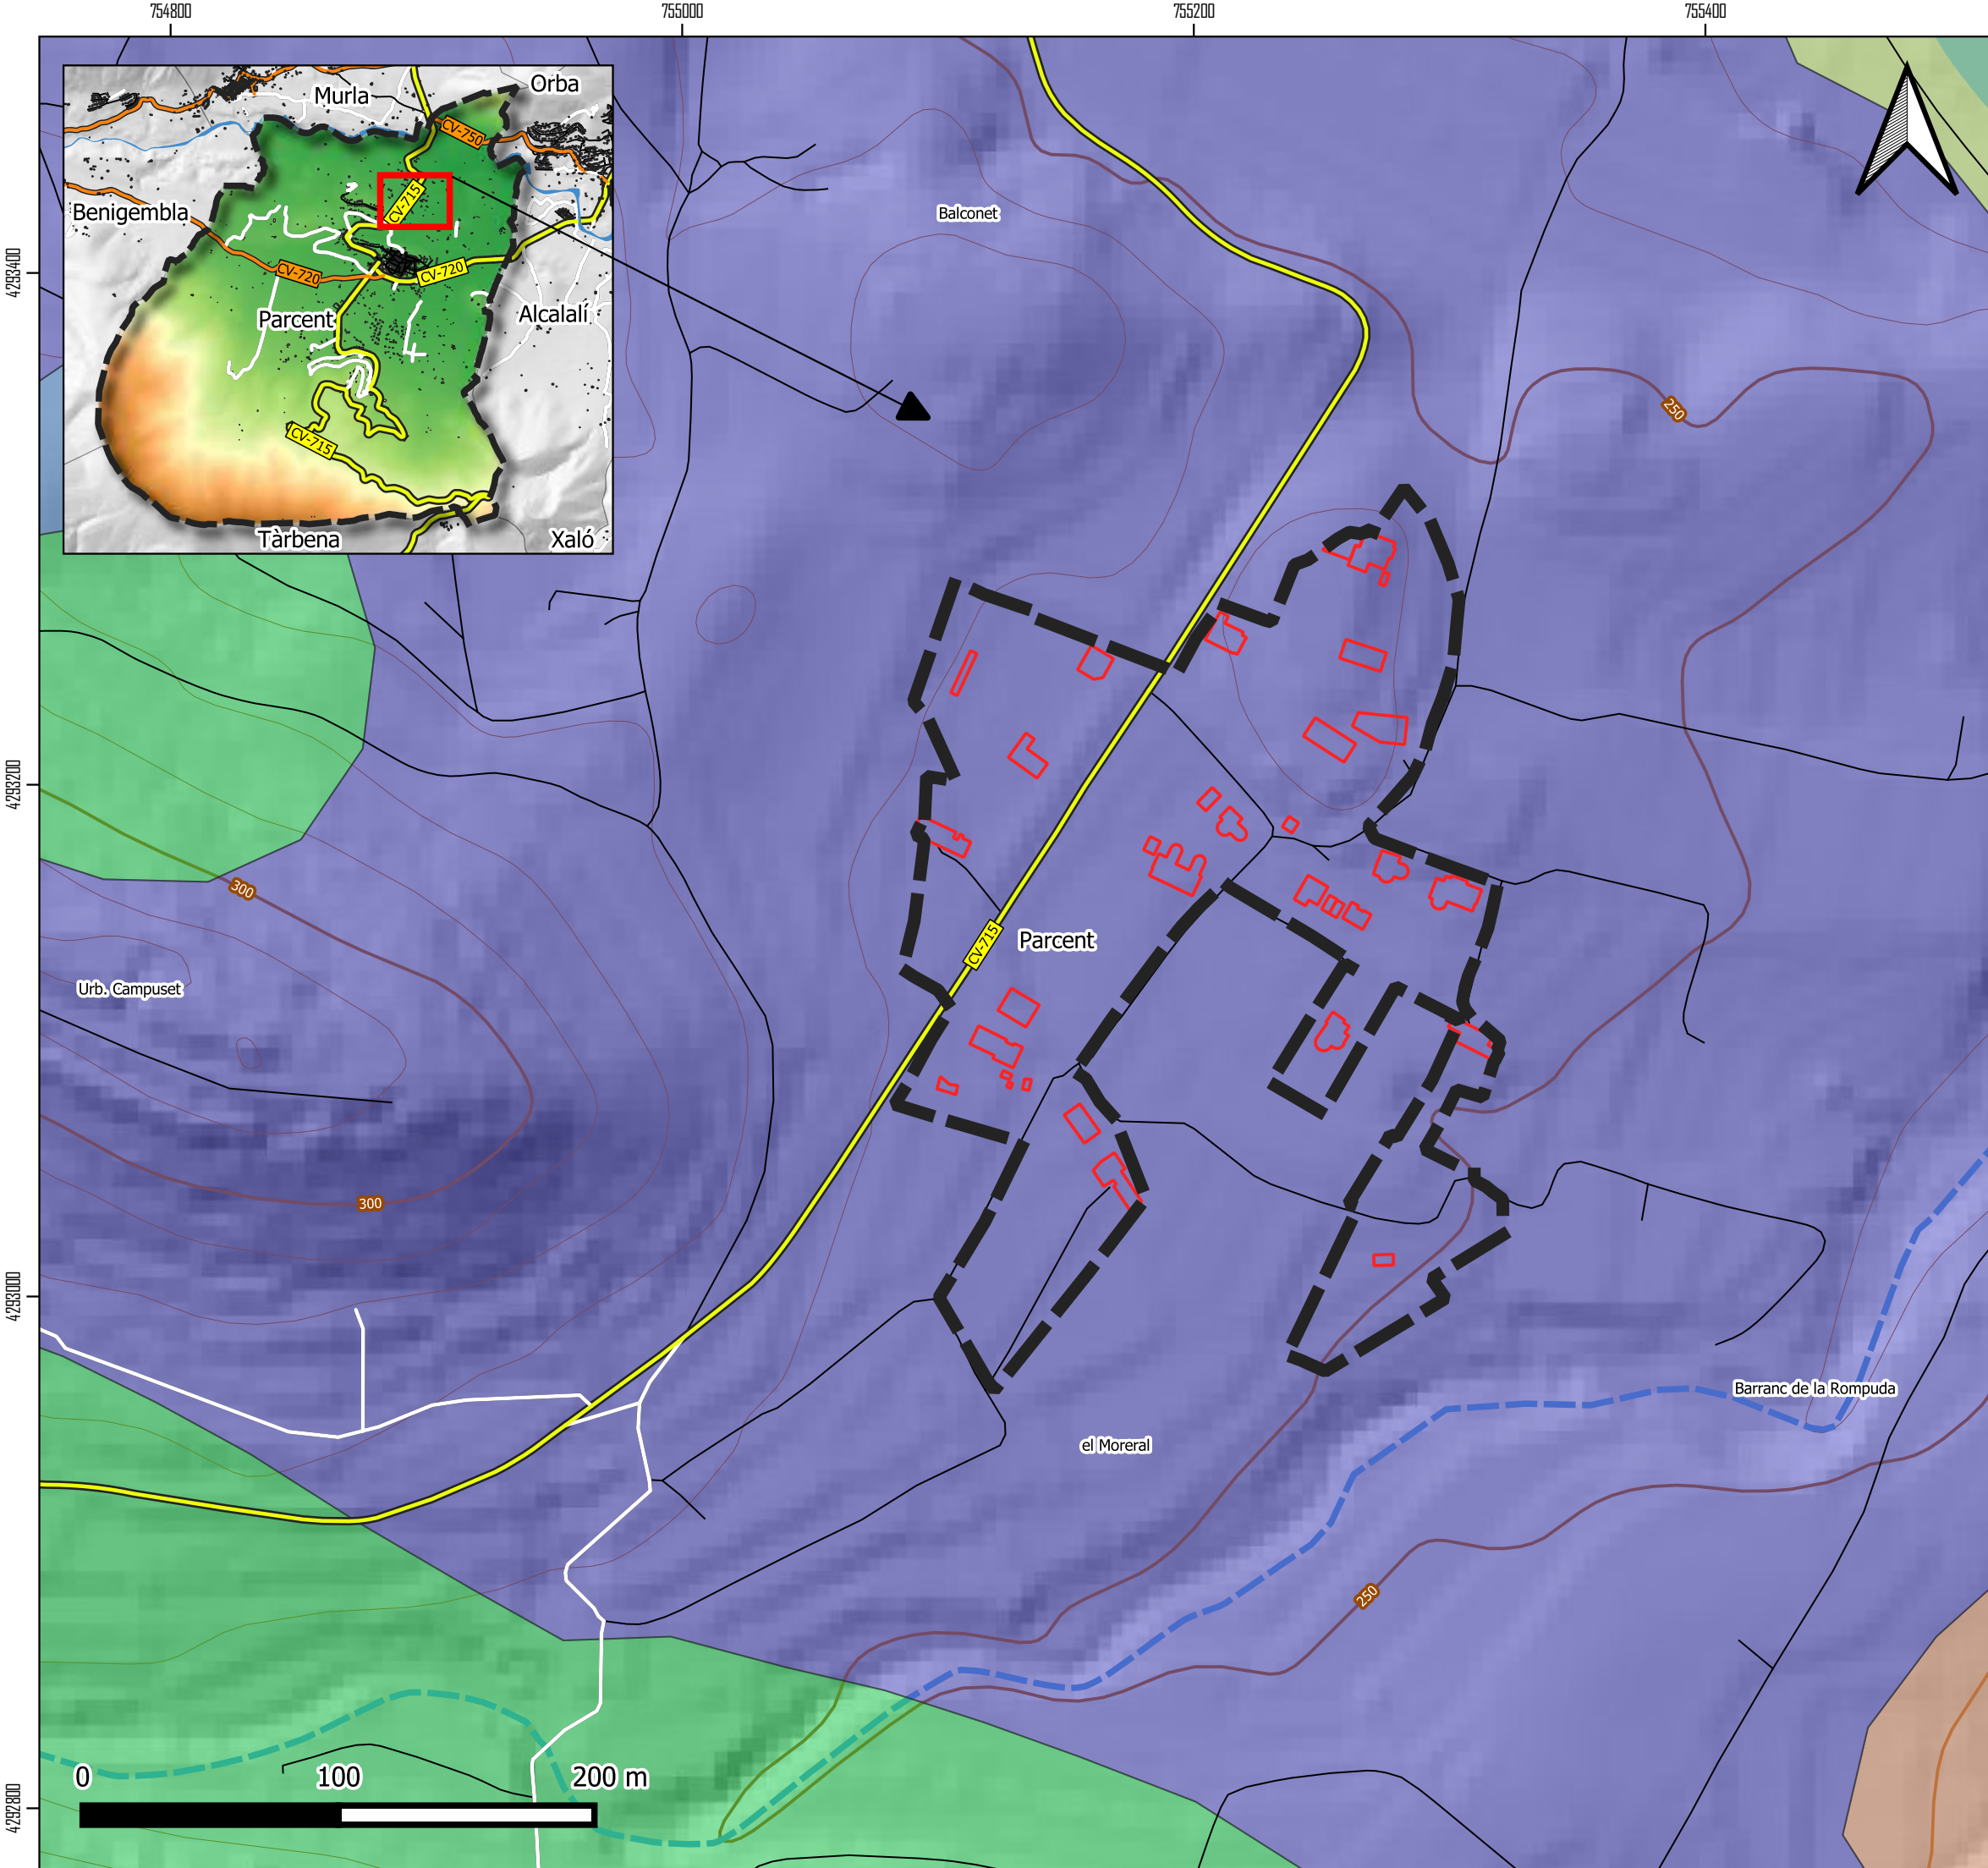 754800
755000
755200
755400
Orba
Murla
CV-750
Benigembla
CV-715
CV-720
CV-720
Alcalalí
Parcent
CV-715
Tàrbena
Xaló
Balconet
4293400
250
4293200
300
CV-715
Parcent
Urb. Campuset
300
4293000
Barranc de la Rompuda
el Moreral
250
0
100
200 m
4292800